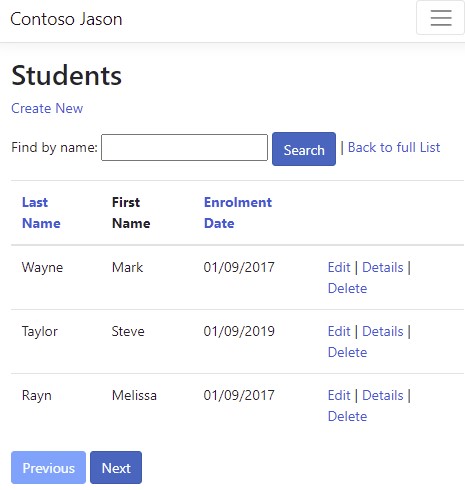 Contoso Jason
Students
Create New
Find by name: Search | Back to full List
Last First Enrolment
Name Name Date
Wayne Mark 01/09/2017 Edit | Details |
Delete
Taylor Steve 01/09/2019 Edit | Details |
Delete
Rayn Melissa 01/09/2017 Edit | Details |
Delete
Previous Next